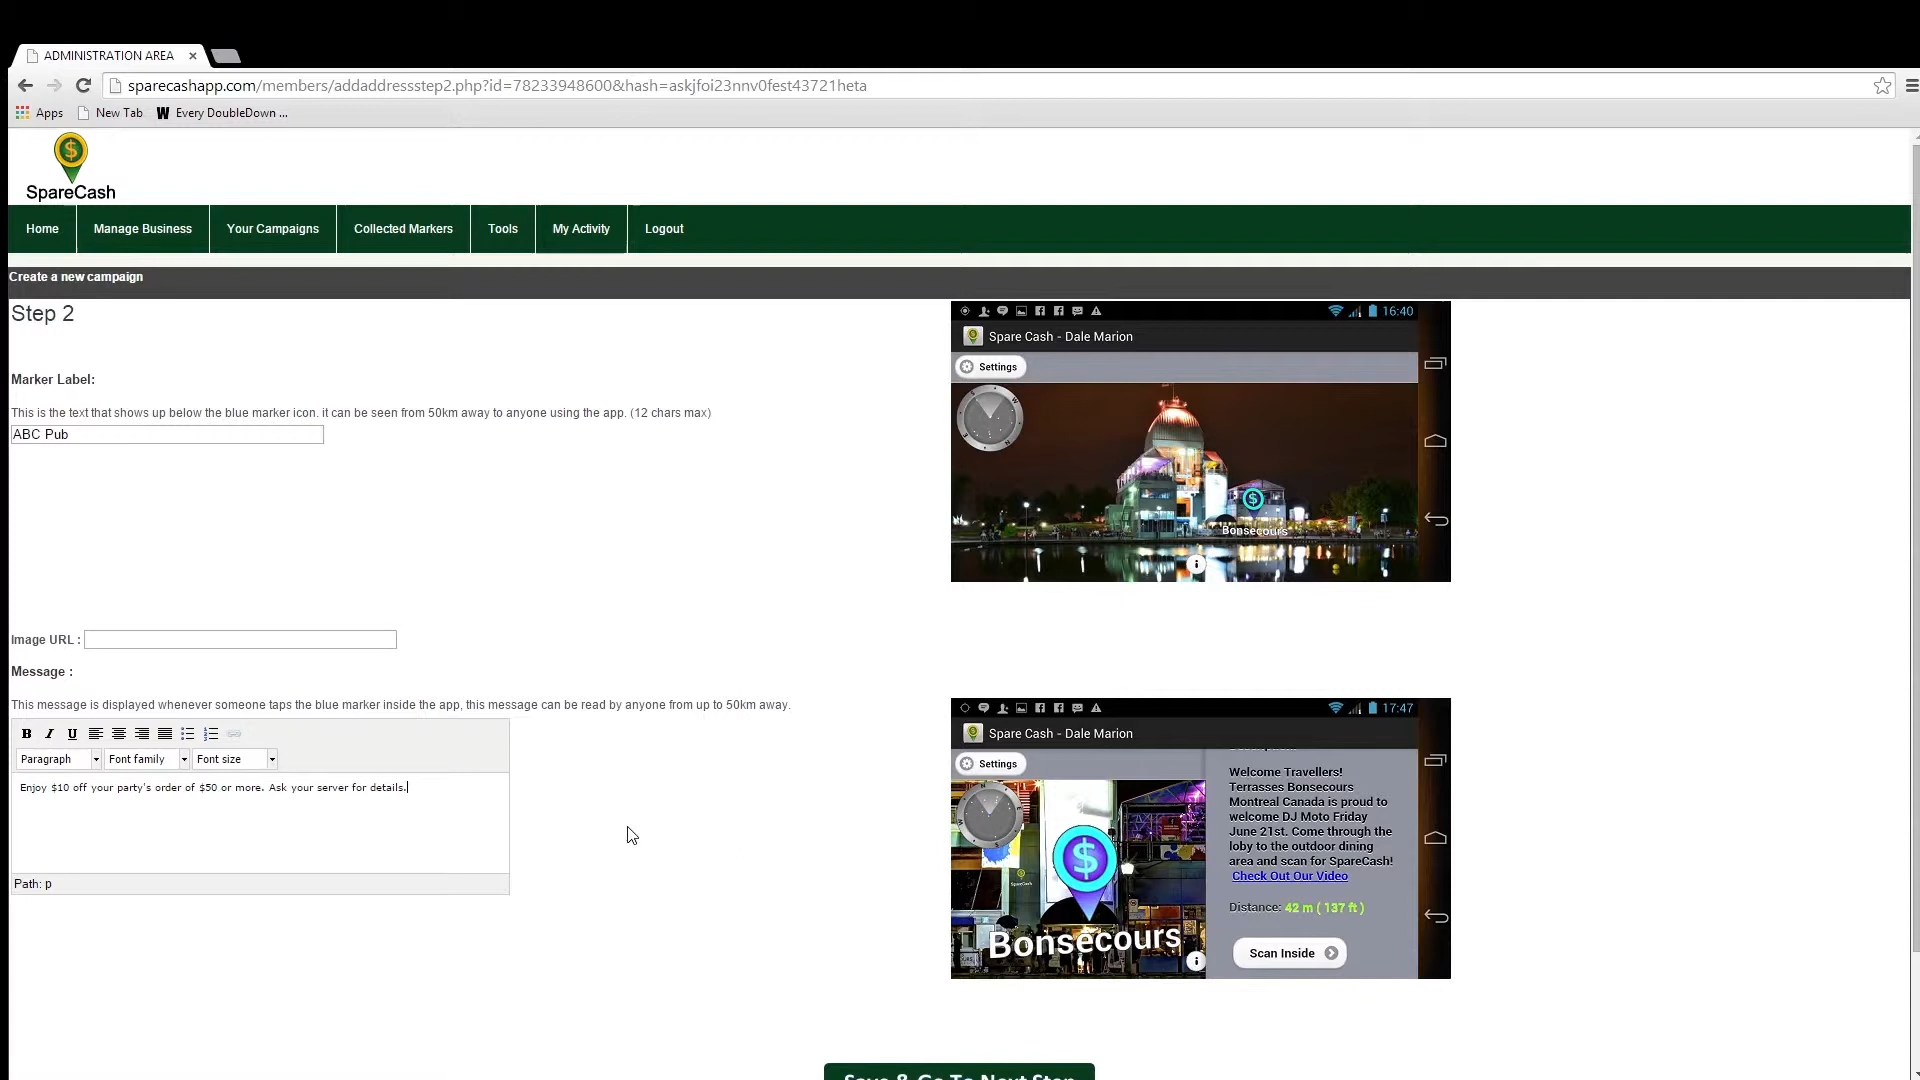 ADMINISTRATION AREA
sparecashapp.com/members/addaddressstep2.php?id=78233948600&hash=askjfoi23nnv0fest43721heta
Apps New Tab Every DoubleDown ...
SpareCash
Home Manage Business Your Campaigns Collected Markers Tools My Activity Logout
Create a new campaign
Step 2
Marker Label:
This is the text that shows up below the blue marker icon. it can be seen from 50km away to anyone using the app. (12 chars max)
ABC Pub
16:40
Spare Cash - Dale Marion
Settings
Bonsecours
Image URL :
Message :
This message is displayed whenever someone taps the blue marker inside the app, this message can be read by anyone from up to 50km away.
B I U
Paragraph Font family Font size
Enjoy $10 off your party's order of $50 or more. Ask your server for details.
Path: p
17:47
Spare Cash - Dale Marion
Settings
Welcome Travellers!
Terrasses Bonsecours
Montreal Canada is proud to
welcome DJ Moto Friday
June 21st. Come through the
loby to the outdoor dining
area and scan for SpareCash!
Check Out Our Video
Distance: 42 m ( 137 ft )
Scan Inside
Bonsecours
Save & Go To Next Step